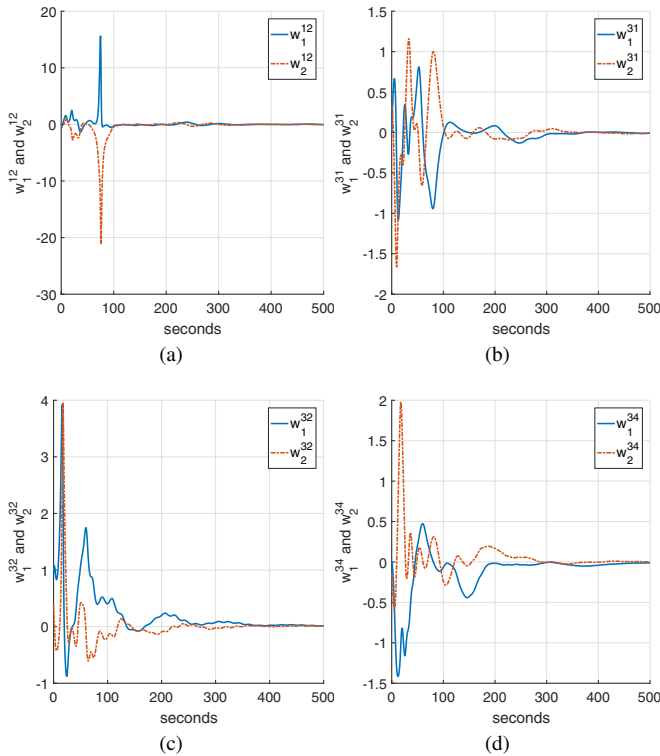 20
10
0
-10
-20
-30
w_1^12 and w_2^12
w_1^12
w_2^12
0 100 200 300 400 500
seconds
(a)
1.5
1
0.5
0
-0.5
-1
-1.5
-2
w_1^31 and w_2^31
w_1^31
w_2^31
0 100 200 300 400 500
seconds
(b)
4
3
2
1
0
-1
w_1^32 and w_2^32
w_1^32
w_2^32
0 100 200 300 400 500
seconds
(c)
2
1.5
1
0.5
0
-0.5
-1
-1.5
w_1^34 and w_2^34
w_1^34
w_2^34
0 100 200 300 400 500
seconds
(d)